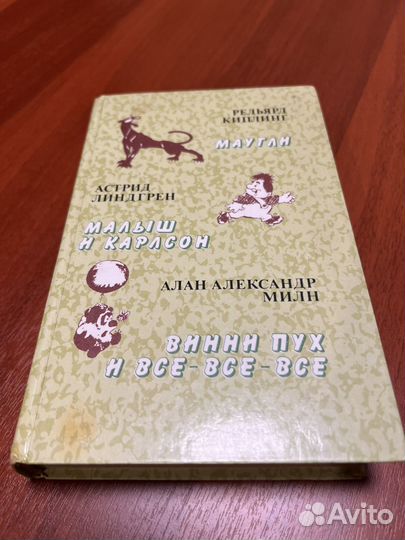 РЕДЬЯРД
КИПЛИНГ
МАУГЛИ
АСТРИД
ЛИНДГРЕН
МАЛЫШ
И КАРЛСОН
АЛАН АЛЕКСАНДР
МИЛН
ВИННИ ПУХ
И ВСЕ-ВСЕ-ВСЕ
Avito